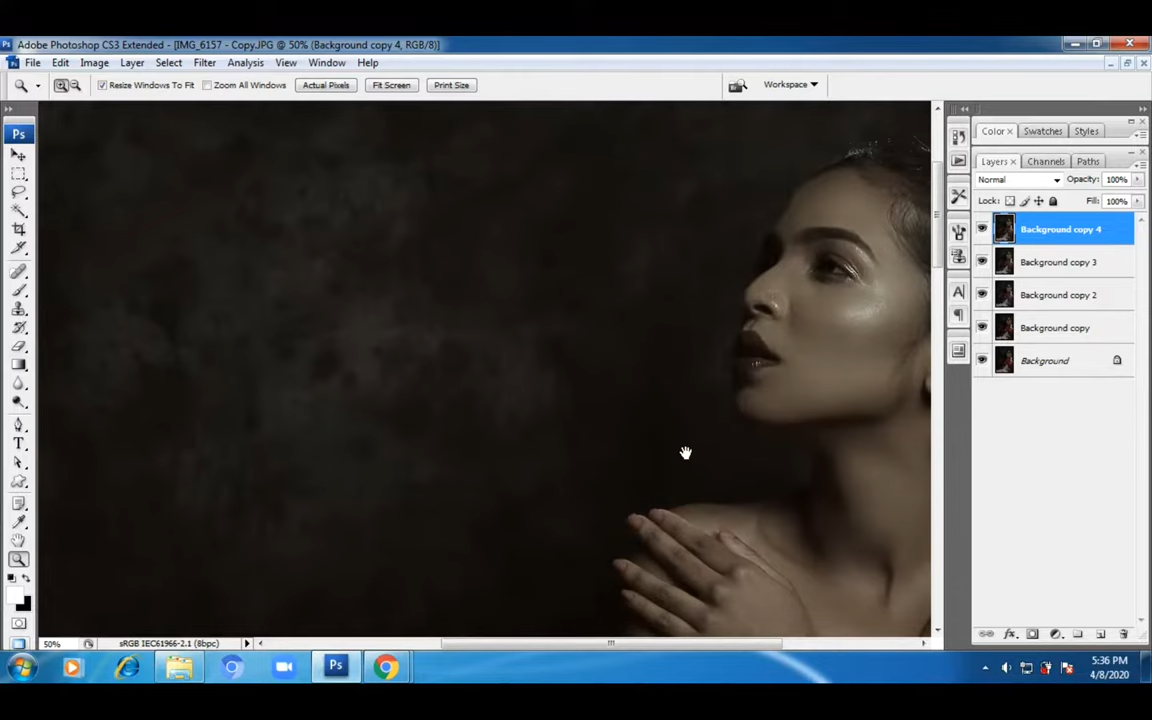 Ps Adobe Photoshop CS3 Extended - [IMG_6157 - Copy.JPG @ 50% (Background copy 4, RGB/8)]
File Edit Image Layer Select Filter Analysis View Window Help
Resize Windows To Fit Zoom All Windows Actual Pixels Fit Screen Print Size Workspace
Ps
Color Swatches Styles
Layers Channels Paths
Normal Opacity: 100%
Lock: Fill: 100%
Background copy 4
Background copy 3
Background copy 2
Background copy
Background
T
A
50% sRGB IEC61966-2.1 (8bpc)
Ps
5:36 PM
4/8/2020